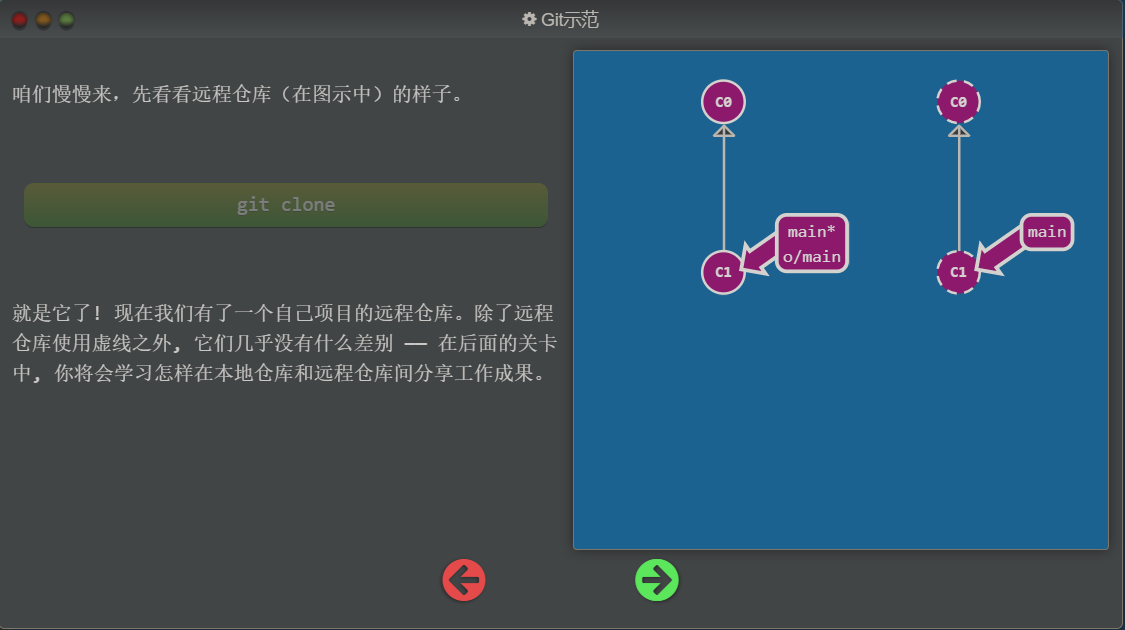 Git示范
咱们慢慢来，先看看远程仓库（在图示中）的样子。
git clone
就是它了! 现在我们有了一个自己项目的远程仓库。除了远程
仓库使用虚线之外, 它们几乎没有什么差别 —— 在后面的关卡
中, 你将会学习怎样在本地仓库和远程仓库间分享工作成果。
C0
C1
main*
o/main
C0
C1
main